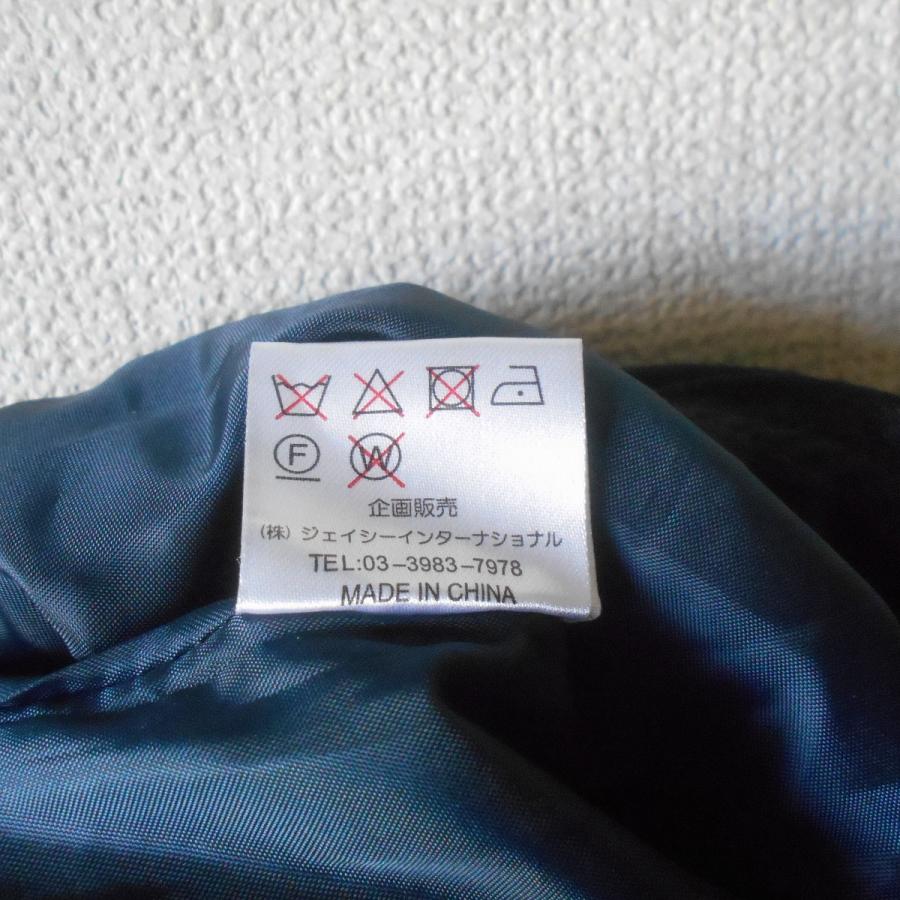 F W
企画販売
(株) ジェイシーインターナショナル
TEL:03-3983-7978
MADE IN CHINA